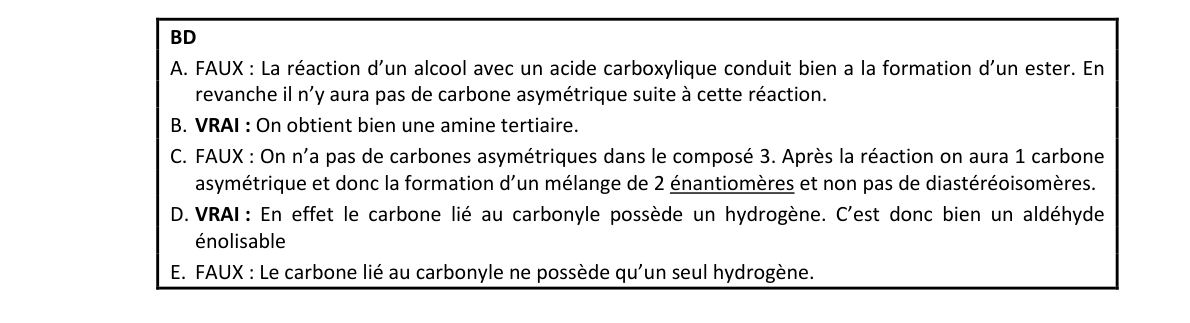 BD
A. FAUX : La réaction d’un alcool avec un acide carboxylique conduit bien a la formation d’un ester. En
revanche il n’y aura pas de carbone asymétrique suite à cette réaction.
B. VRAI : On obtient bien une amine tertiaire.
C. FAUX : On n’a pas de carbones asymétriques dans le composé 3. Après la réaction on aura 1 carbone
asymétrique et donc la formation d’un mélange de 2 énantiomères et non pas de diastéréoisomères.
D. VRAI : En effet le carbone lié au carbonyle possède un hydrogène. C’est donc bien un aldéhyde
énolisable
E. FAUX : Le carbone lié au carbonyle ne possède qu’un seul hydrogène.